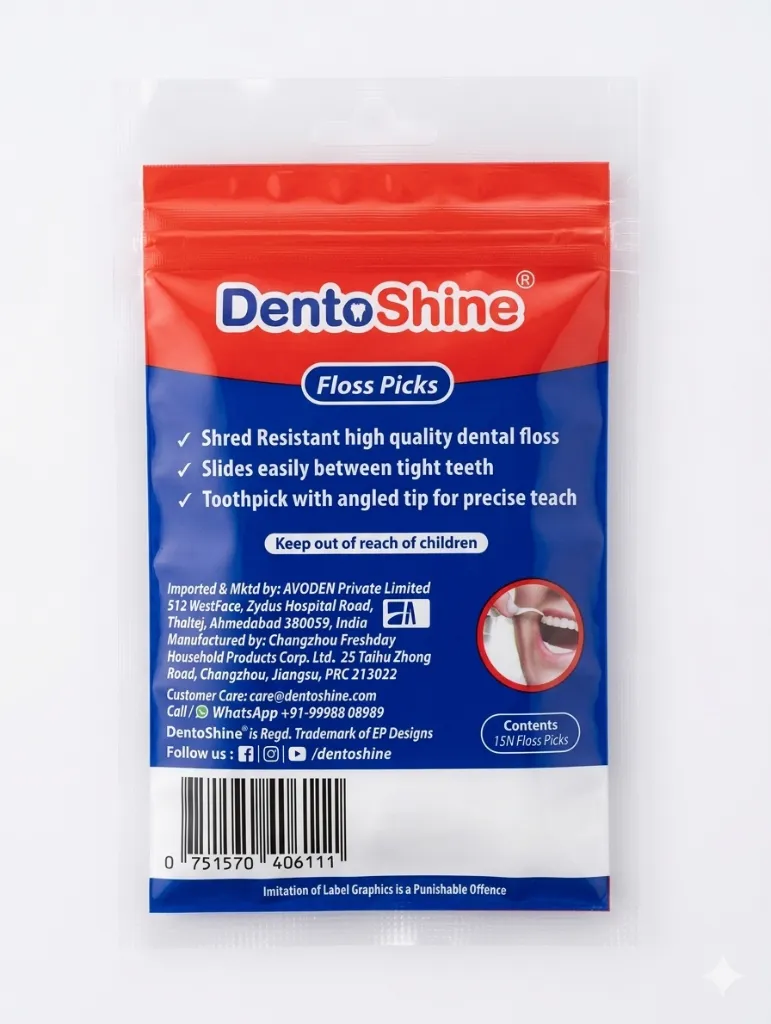 DentoShine®
Floss Picks
✓ Shred Resistant high quality dental floss
✓ Slides easily between tight teeth
✓ Toothpick with angled tip for precise teach
Keep out of reach of children
Imported & Mktd by: AVODEN Private Limited
512 WestFace, Zydus Hospital Road,
Thaltej, Ahmedabad 380059, India
Manufactured by: Changzhou Freshday
Household Products Corp. Ltd. 25 Taihu Zhong
Road, Changzhou, Jiangsu, PRC 213022
Customer Care: care@dentoshine.com
Call / WhatsApp +91-99988 08989
DentoShine® is Regd. Trademark of EP Designs
Follow us : /dentoshine
Contents
15N Floss Picks
0 751570 406111
Imitation of Label Graphics is a Punishable Offence